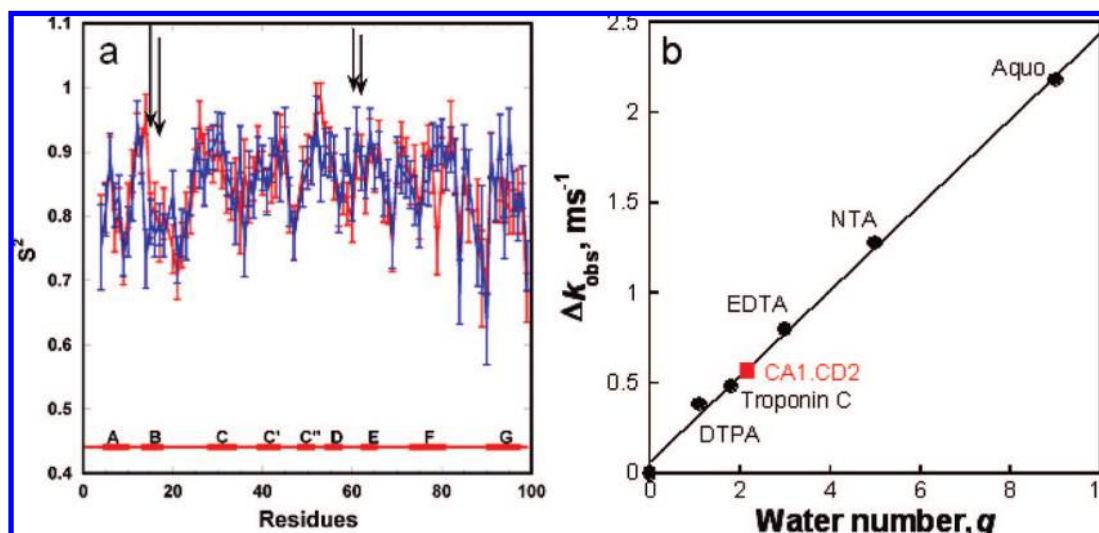 a
1.1
1
0.9
0.8
0.7
0.6
0.5
0.4
S²
A B C C' C" D E F G
0 20 40 60 80 100
Residues
b
2.5
2
1.5
1
0.5
0
Δk_obs, ms⁻¹
Aquo
NTA
EDTA
CA1.CD2
Troponin C
DTPA
0 2 4 6 8 1
Water number, q